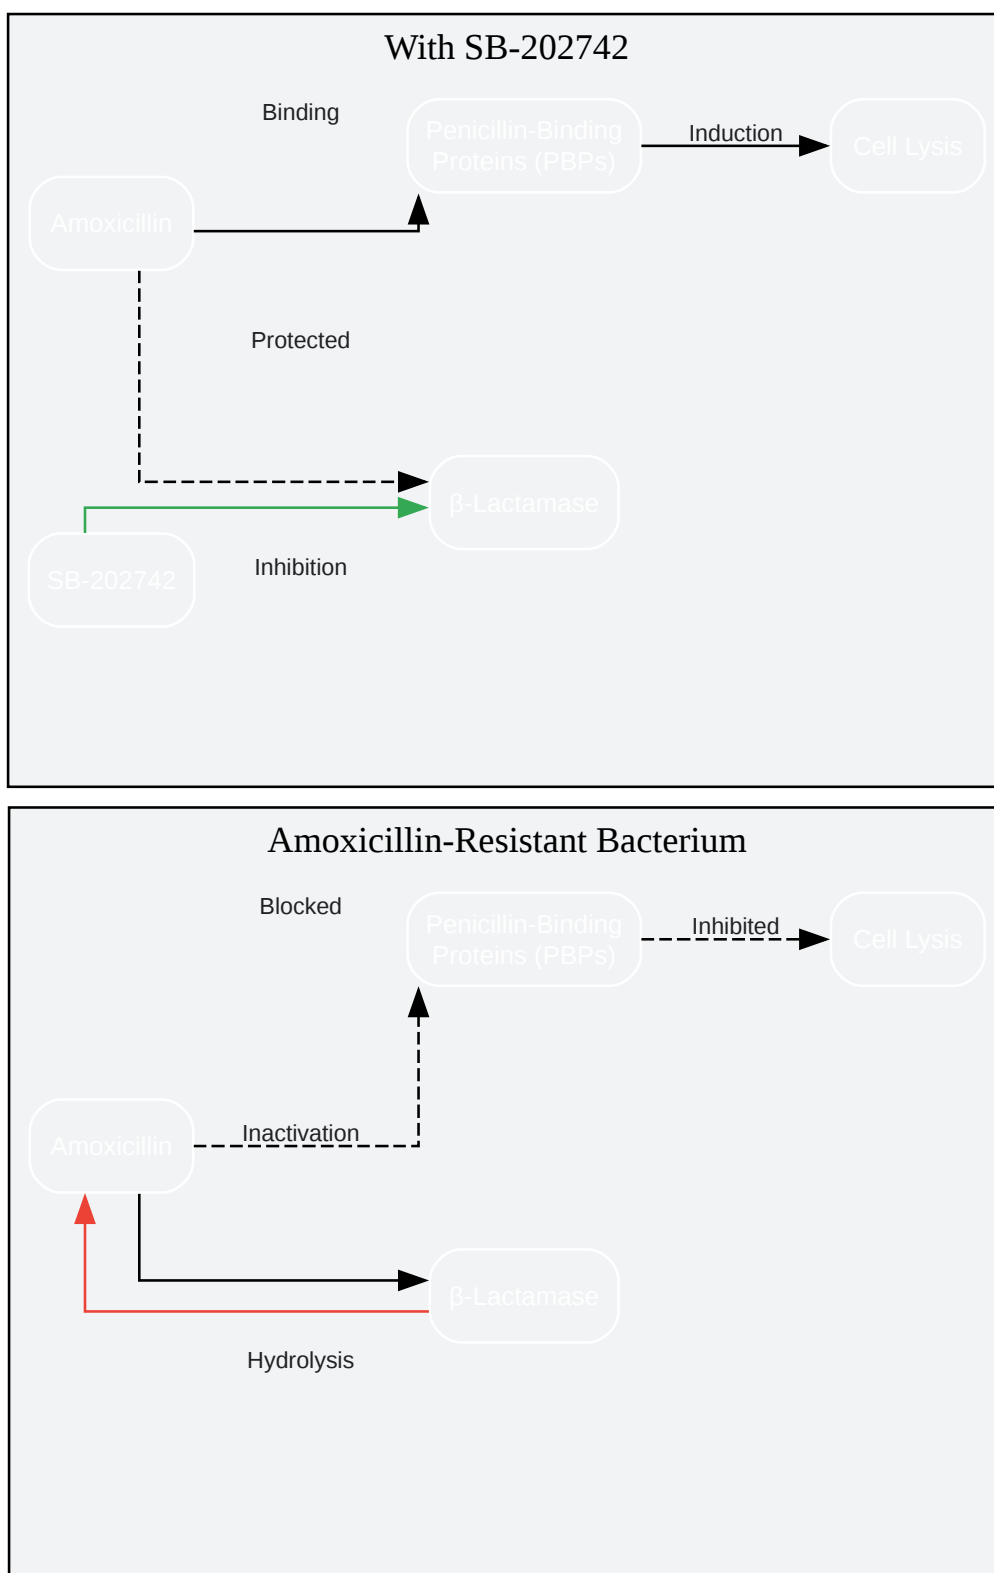 With SB-202742
Binding
Penicillin-Binding
Proteins (PBPs)
Induction
Cell Lysis
Amoxicillin
Protected
β-Lactamase
SB-202742
Inhibition
Amoxicillin-Resistant Bacterium
Blocked
Penicillin-Binding
Proteins (PBPs)
Inhibited
Cell Lysis
Amoxicillin
Inactivation
β-Lactamase
Hydrolysis